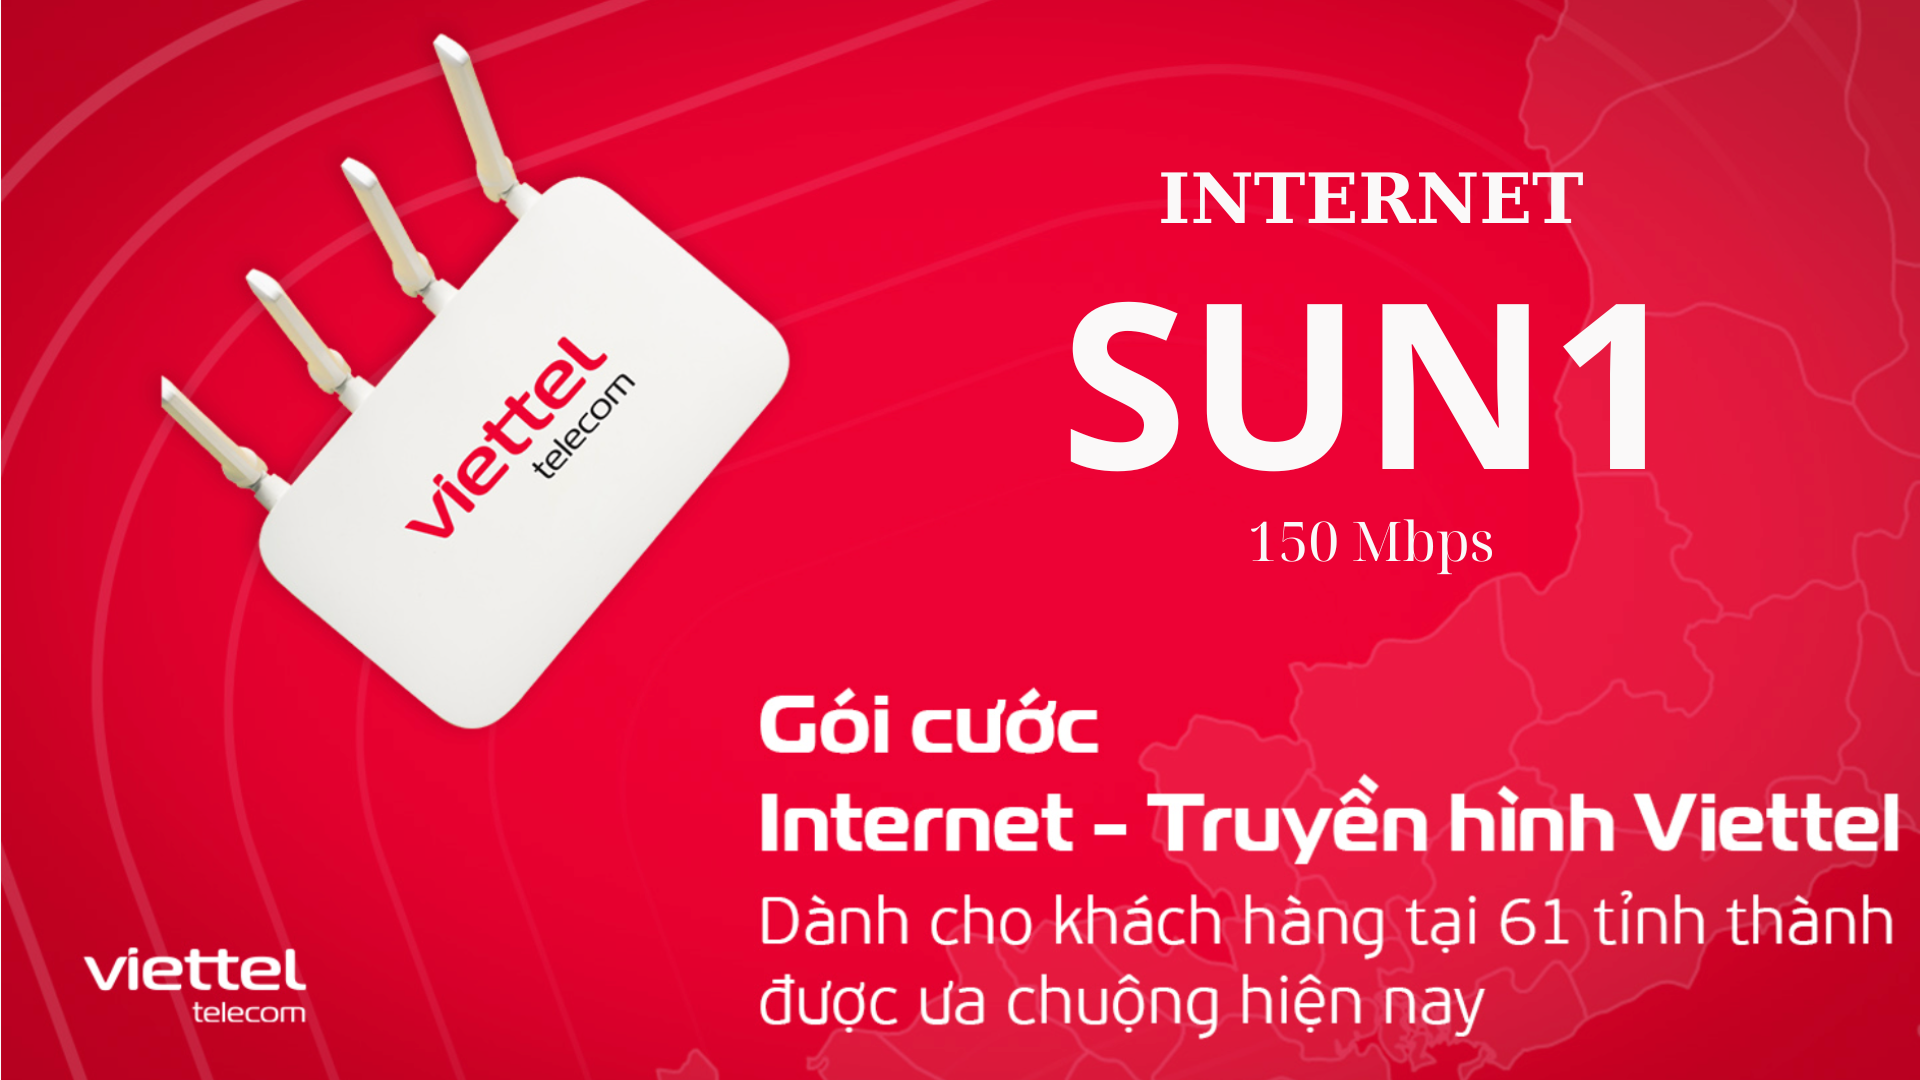 viettel
telecom
INTERNET
SUN1
150 Mbps
Gói cước
Internet - Truyền hình Viettel
Dành cho khách hàng tại 61 tỉnh thành
được ưa chuộng hiện nay
viettel
telecom